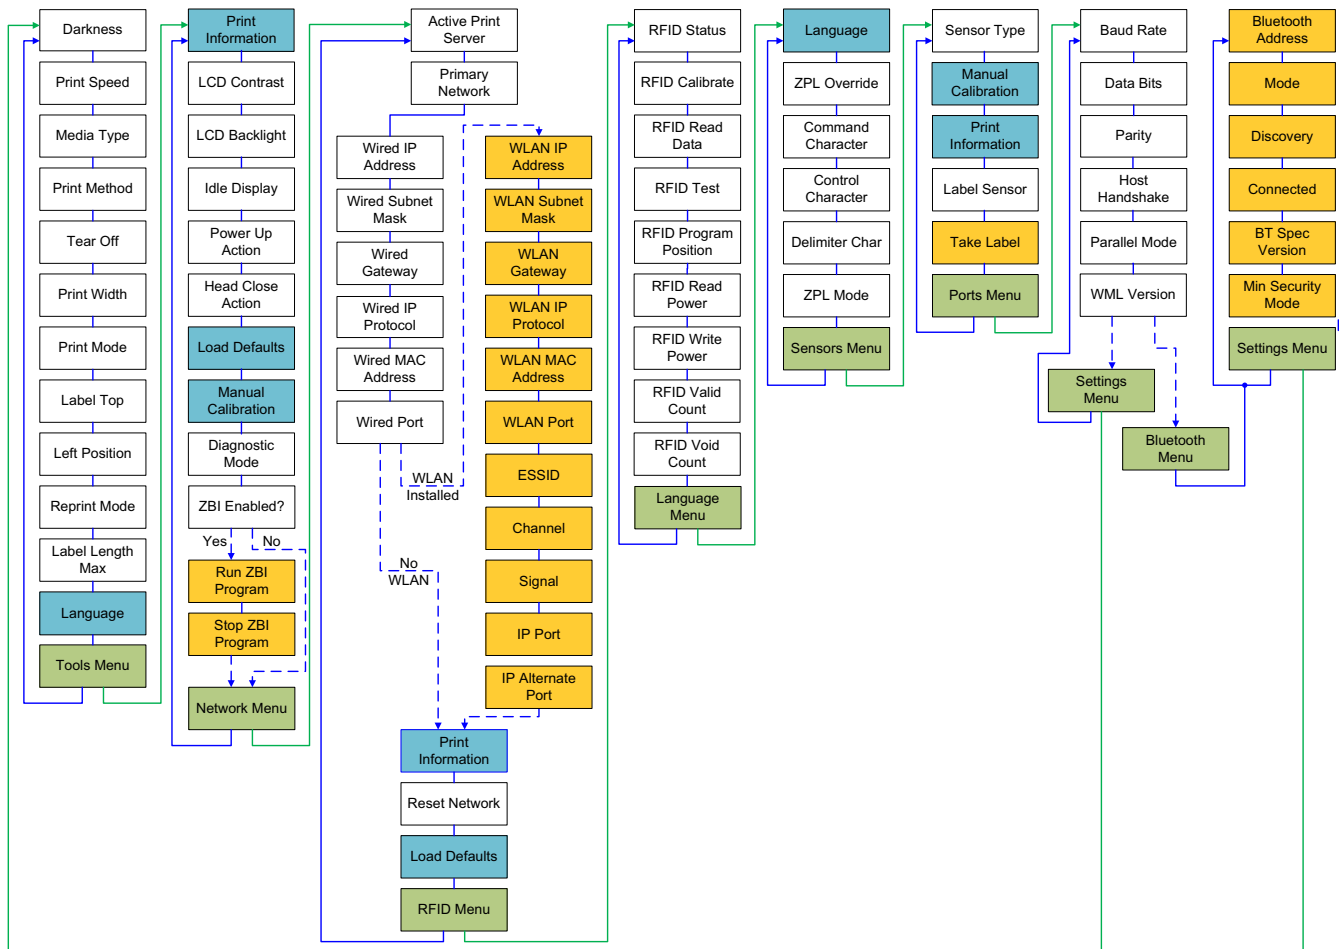 Darkness
Print Speed
Media Type
Print Method
Tear Off
Print Width
Print Mode
Label Top
Left Position
Reprint Mode
Label Length
Max
Language
Tools Menu
Print
Information
LCD Contrast
LCD Backlight
Idle Display
Power Up
Action
Head Close
Action
Load Defaults
Manual
Calibration
Diagnostic
Mode
ZBI Enabled?
Yes
No
Run ZBI
Program
Stop ZBI
Program
Network Menu
Active Print
Server
Primary
Network
Wired IP
Address
Wired Subnet
Mask
Wired
Gateway
Wired IP
Protocol
Wired MAC
Address
Wired Port
WLAN
Installed
No
WLAN
WLAN IP
Address
WLAN Subnet
Mask
WLAN
Gateway
WLAN IP
Protocol
WLAN MAC
Address
WLAN Port
ESSID
Channel
Signal
IP Port
IP Alternate
Port
Print
Information
Reset Network
Load Defaults
RFID Menu
RFID Status
RFID Calibrate
RFID Read
Data
RFID Test
RFID Program
Position
RFID Read
Power
RFID Write
Power
RFID Valid
Count
RFID Void
Count
Language
Menu
Language
ZPL Override
Command
Character
Control
Character
Delimiter Char
ZPL Mode
Sensors Menu
Sensor Type
Manual
Calibration
Print
Information
Label Sensor
Take Label
Ports Menu
Baud Rate
Data Bits
Parity
Host
Handshake
Parallel Mode
WML Version
Settings
Menu
Bluetooth
Menu
Bluetooth
Address
Mode
Discovery
Connected
BT Spec
Version
Min Security
Mode
Settings Menu